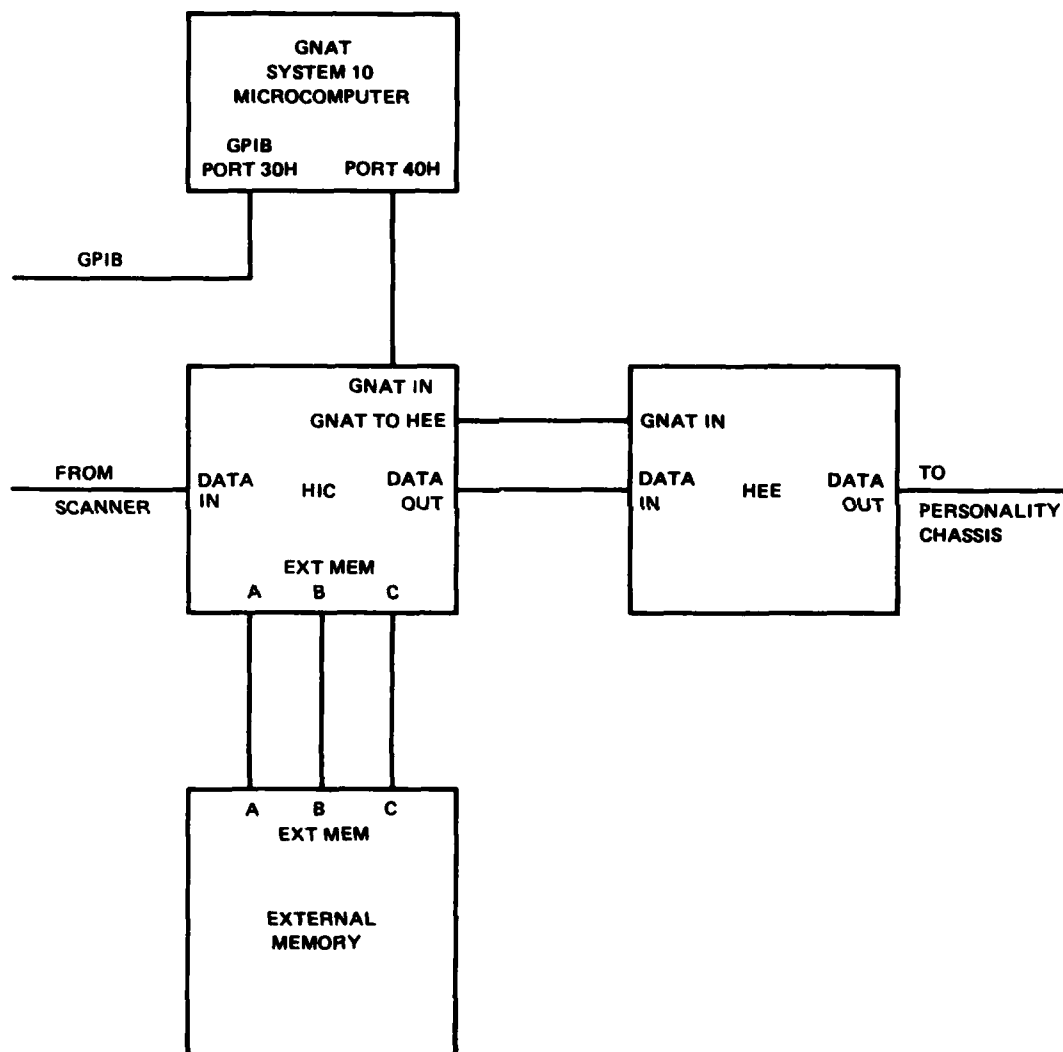 GNAT
SYSTEM 10
MICROCOMPUTER
GPIB
PORT 30H
PORT 40H
GPIB
GNAT IN
GNAT TO HEE
GNAT IN
FROM
SCANNER
DATA
IN
HIC
DATA
OUT
DATA
IN
HEE
DATA
OUT
TO
PERSONALITY
CHASSIS
EXT MEM
A B C
A B C
EXT MEM
EXTERNAL
MEMORY